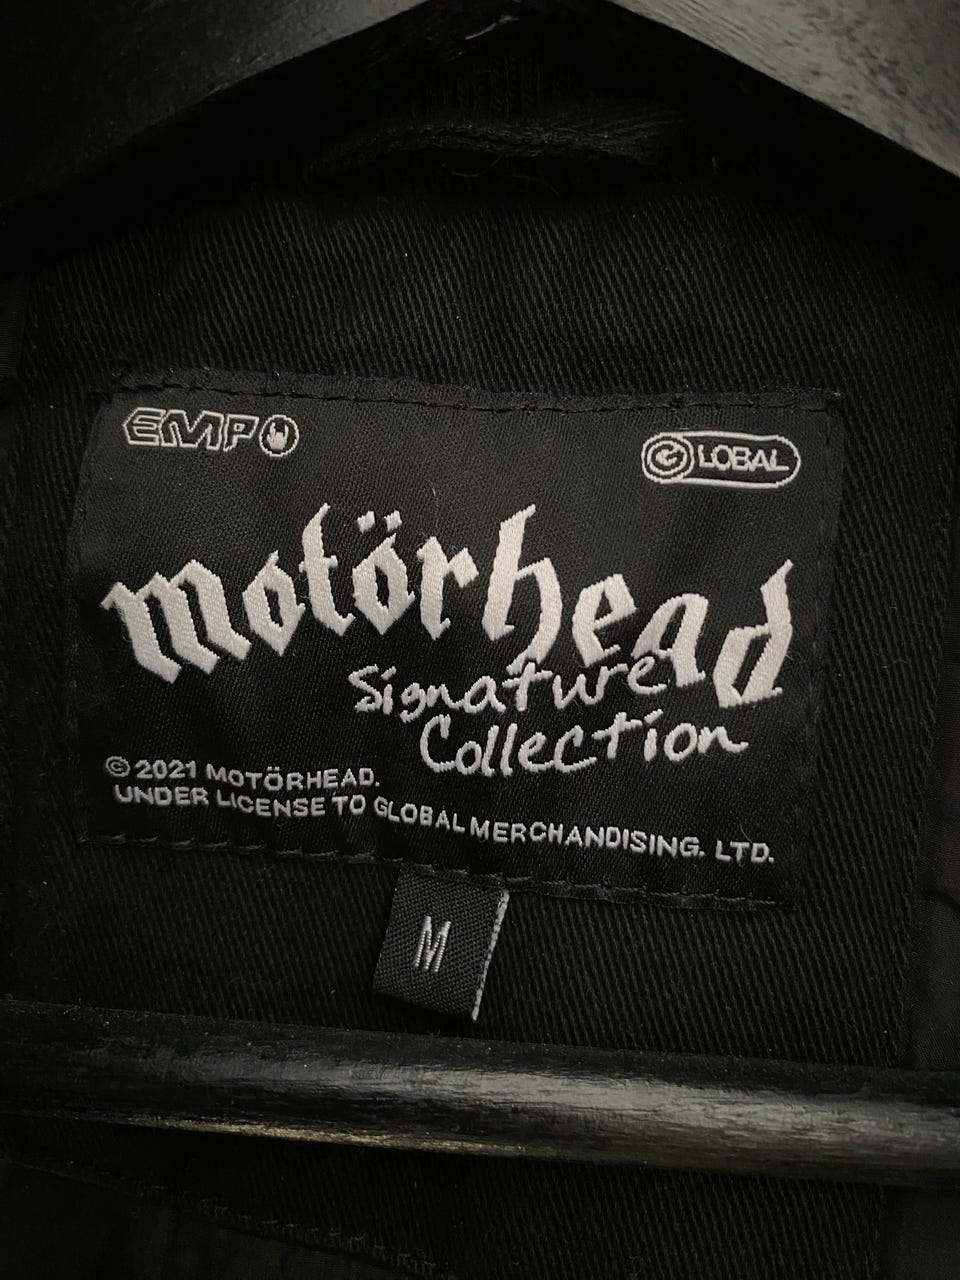 EMP
GLOBAL
motörhead
Signature
Collection
© 2021 MOTÖRHEAD.
UNDER LICENSE TO GLOBAL MERCHANDISING. LTD.
M